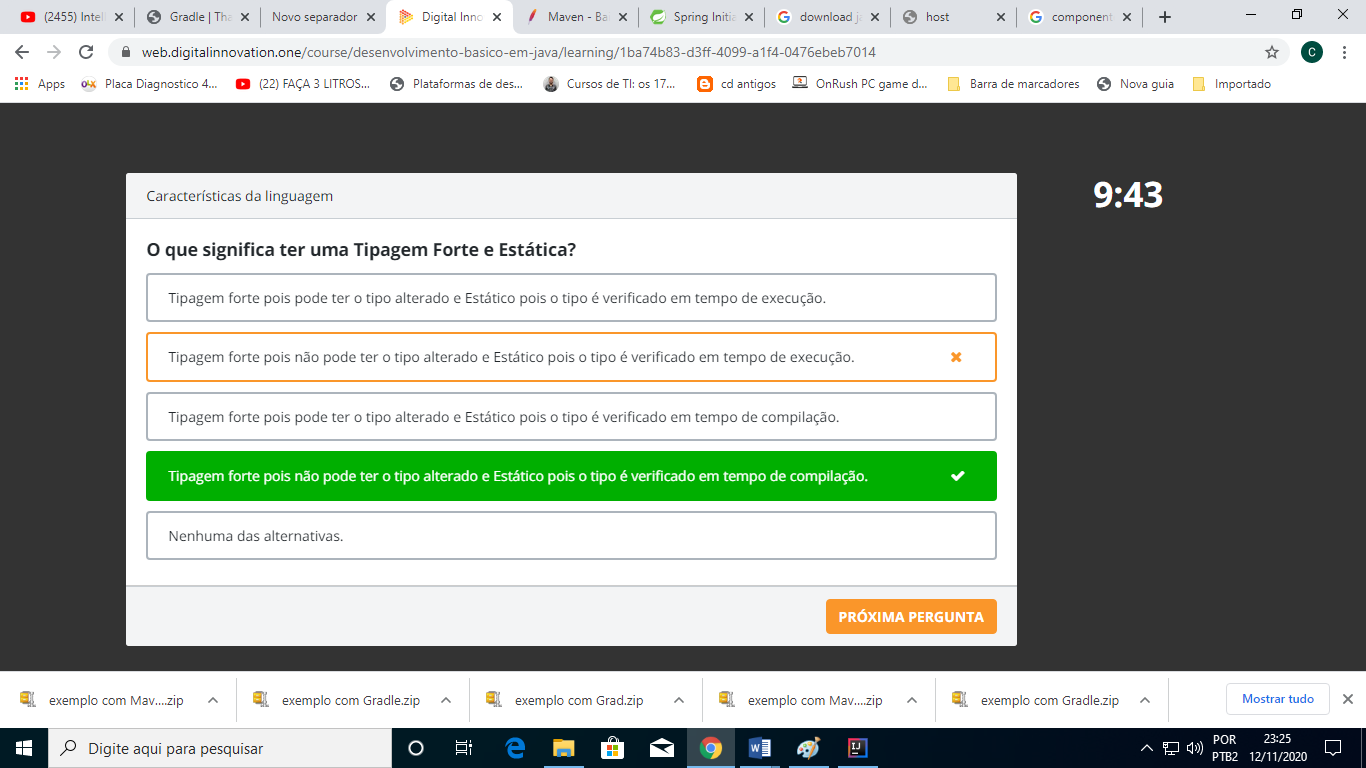 (2455) Intel
Gradle | Tha
Novo separador
Digital Inno
Maven - Ba
Spring Initia
download ja
host
component
web.digitalinnovation.one/course/desenvolvimento-basico-em-java/learning/1ba74b83-d3ff-4099-a1f4-0476ebeb7014
C
Apps
Placa Diagnostico 4...
(22) FAÇA 3 LITROS...
Plataformas de des...
Cursos de TI: os 17...
cd antigos
OnRush PC game d...
Barra de marcadores
Nova guia
Importado
Características da linguagem
9:43
O que significa ter uma Tipagem Forte e Estática?
Tipagem forte pois pode ter o tipo alterado e Estático pois o tipo é verificado em tempo de execução.
Tipagem forte pois não pode ter o tipo alterado e Estático pois o tipo é verificado em tempo de execução.
Tipagem forte pois pode ter o tipo alterado e Estático pois o tipo é verificado em tempo de compilação.
Tipagem forte pois não pode ter o tipo alterado e Estático pois o tipo é verificado em tempo de compilação.
Nenhuma das alternativas.
PRÓXIMA PERGUNTA
exemplo com Mav....zip
exemplo com Gradle.zip
exemplo com Grad.zip
exemplo com Mav....zip
exemplo com Gradle.zip
Mostrar tudo
Digite aqui para pesquisar
POR
PTB2
23:25
12/11/2020